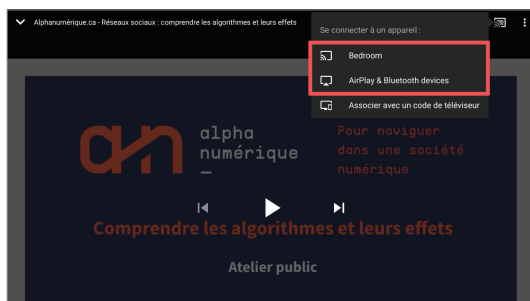 Alphanumérique.ca - Réseaux sociaux : comprendre les algorithmes et leurs effets
Se connecter à un appareil :
Bedroom
AirPlay & Bluetooth devices
Associer avec un code de téléviseur
an
alpha
numérique
Pour naviguer
dans une société
numérique
Comprendre les algorithmes et leurs effets
Atelier public